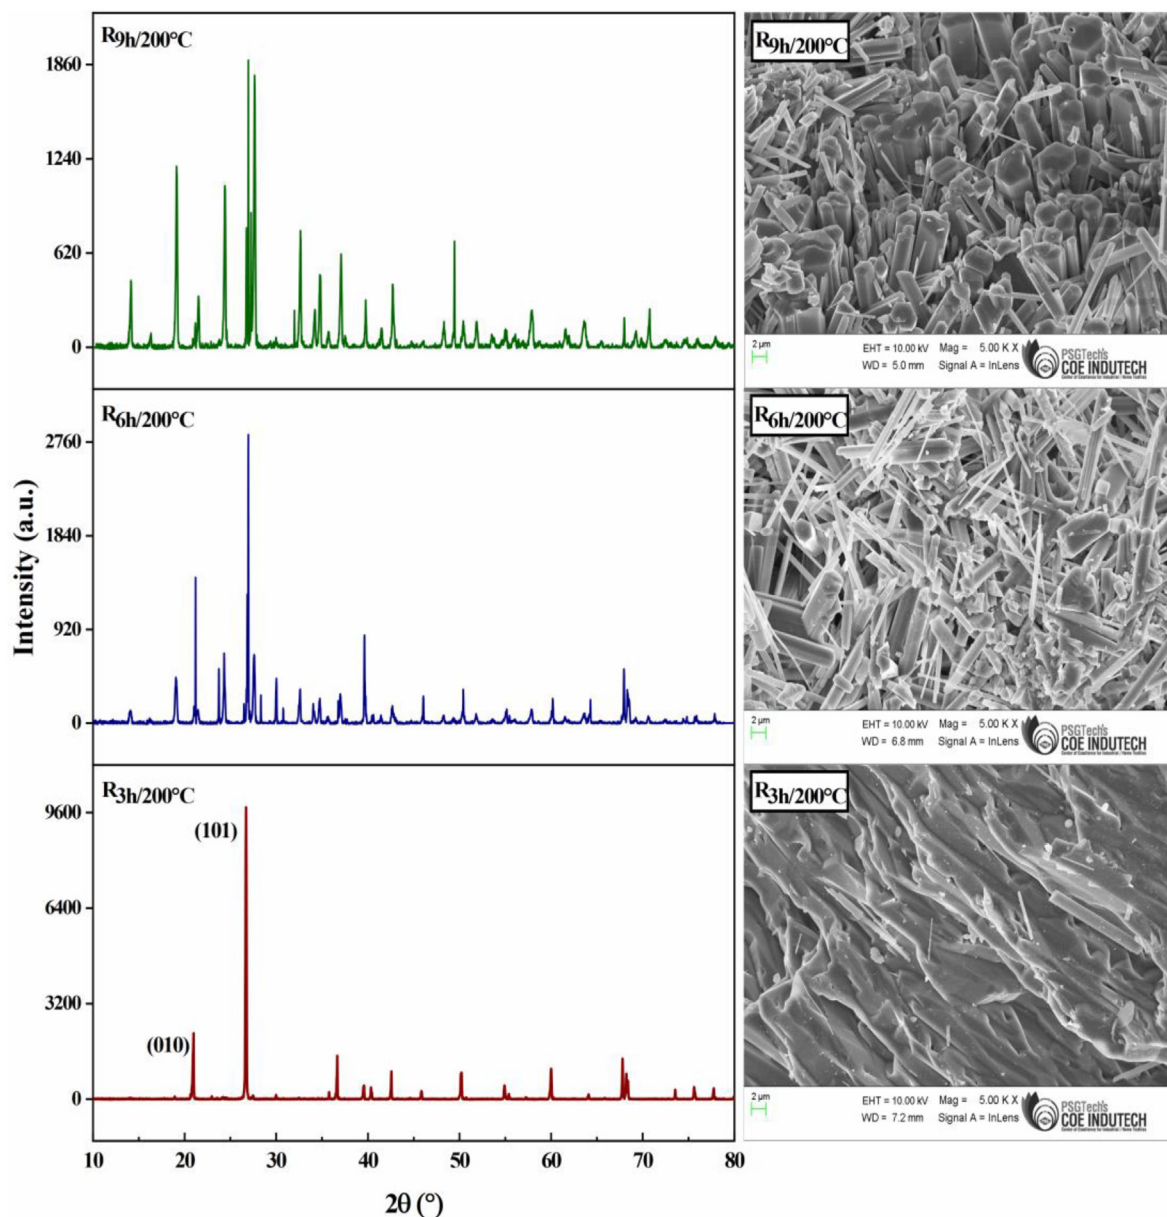 R9h/200°C
1860
1240
620
0
R6h/200°C
2760
1840
920
0
R3h/200°C
9600
6400
3200
0
(101)
(010)
Intensity (a.u.)
10 20 30 40 50 60 70 80
2θ (°)
R9h/200°C
2 µm
EHT = 10.00 kV Mag = 5.00 K X
WD = 5.0 mm Signal A = InLens
PSGTech's
COE INDUTECH
R6h/200°C
2 µm
EHT = 10.00 kV Mag = 5.00 K X
WD = 6.8 mm Signal A = InLens
PSGTech's
COE INDUTECH
R3h/200°C
2 µm
EHT = 10.00 kV Mag = 5.00 K X
WD = 7.2 mm Signal A = InLens
PSGTech's
COE INDUTECH